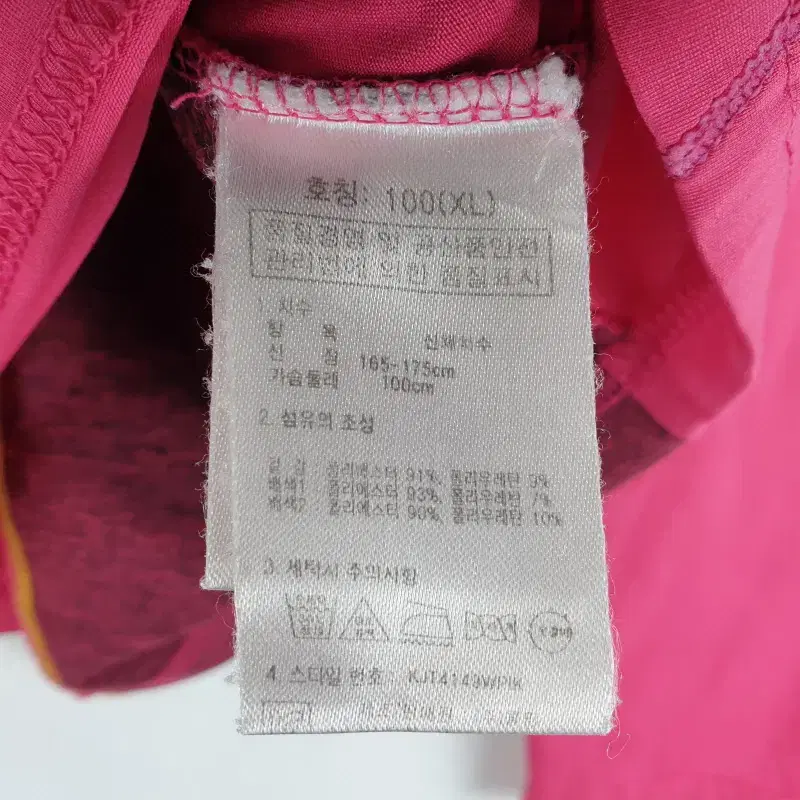 호칭: 100(XL)
품질경영 및 공산품안전
관리법에 의한 품질표시
1. 치수
항 목 신체치수
신 장 165-175cm
가슴둘레 100cm
2. 섬유의 조성
겉 감 폴리에스터 91%, 폴리우레탄 9%
배색1 폴리에스터 93%, 폴리우레탄 7%
배색2 폴리에스터 90%, 폴리우레탄 10%
3. 세탁시 주의사항
4. 스타일 번호 : KJT4143WPIK